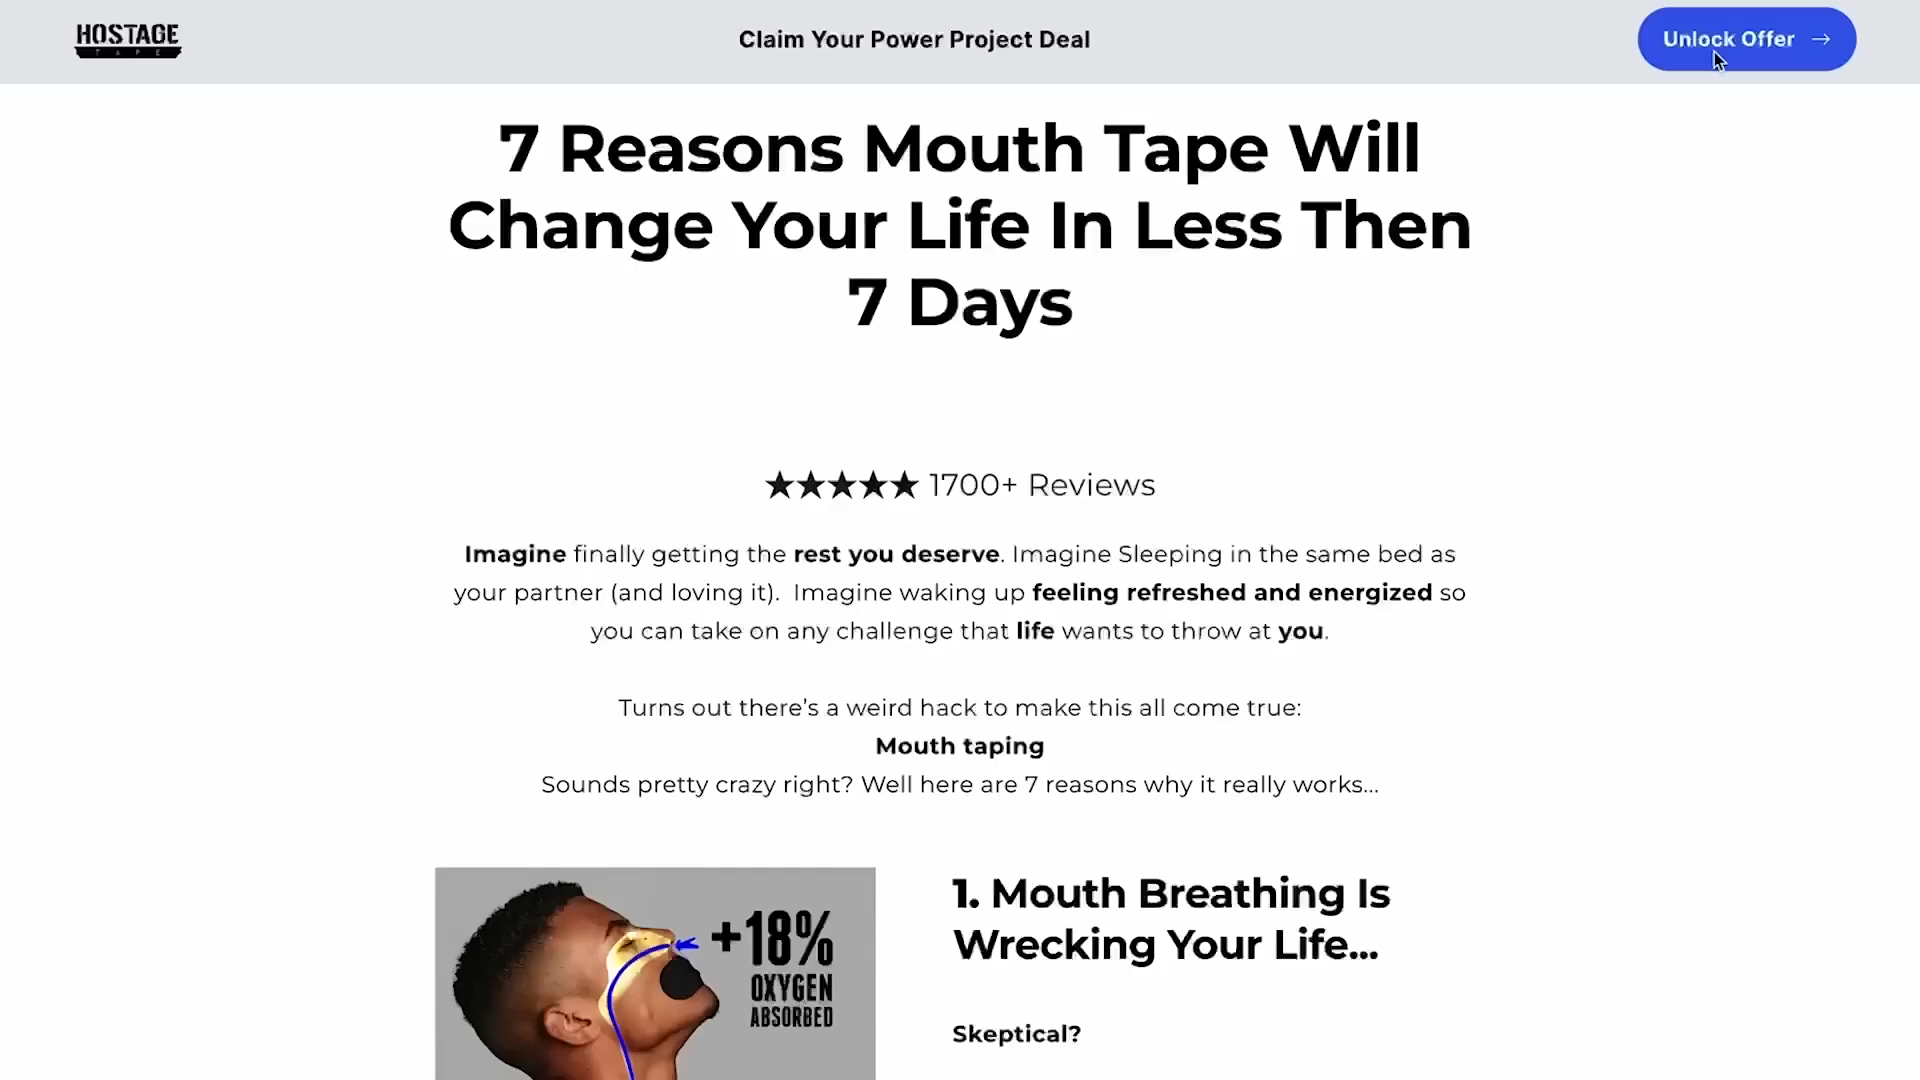 HOSTAGE
TAPE
Claim Your Power Project Deal
Unlock Offer →
7 Reasons Mouth Tape Will
Change Your Life In Less Then
7 Days
★★★★★ 1700+ Reviews
Imagine finally getting the rest you deserve. Imagine Sleeping in the same bed as
your partner (and loving it).  Imagine waking up feeling refreshed and energized so
you can take on any challenge that life wants to throw at you.
Turns out there’s a weird hack to make this all come true:
Mouth taping
Sounds pretty crazy right? Well here are 7 reasons why it really works...
+18%
OXYGEN
ABSORBED
1. Mouth Breathing Is
Wrecking Your Life...
Skeptical?